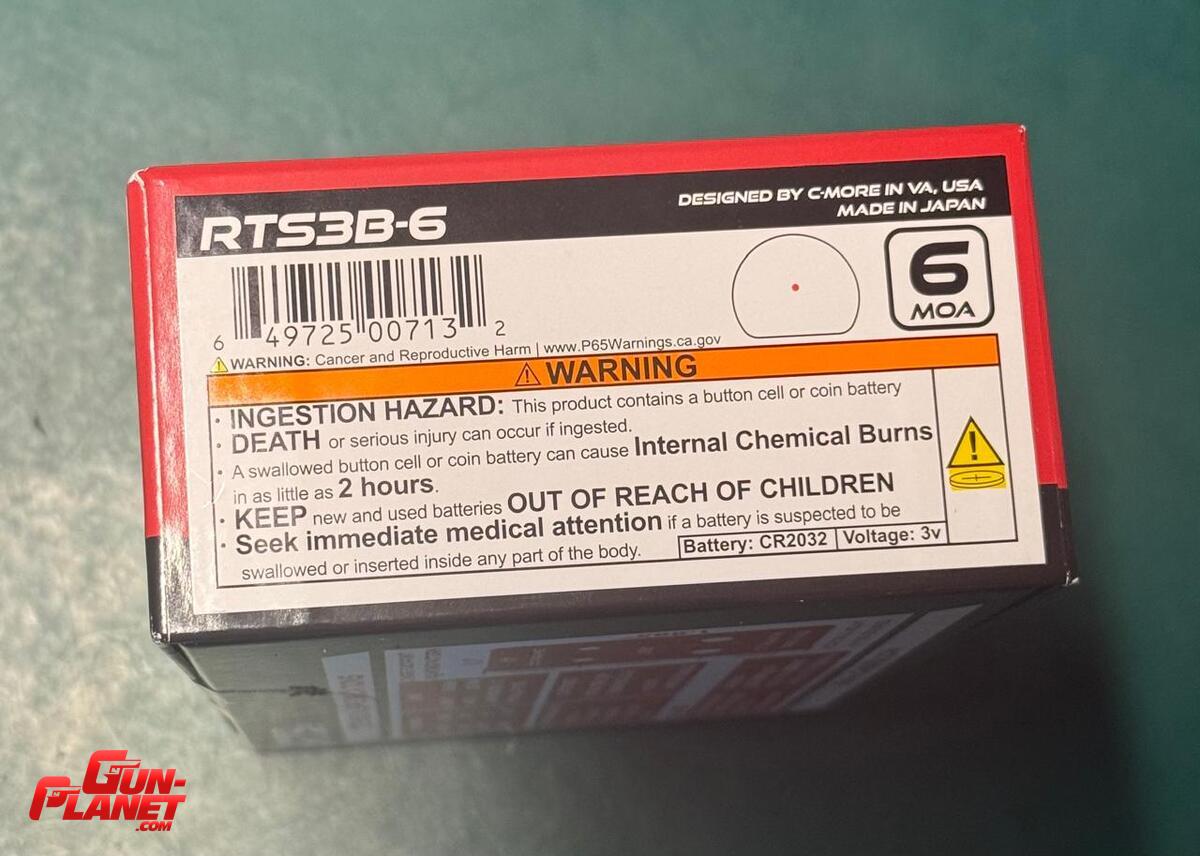 RTS3B-6
DESIGNED BY C-MORE IN VA, USA
MADE IN JAPAN
6
MOA
6 49725 00713 2
WARNING: Cancer and Reproductive Harm | www.P65Warnings.ca.gov
WARNING
· INGESTION HAZARD: This product contains a button cell or coin battery
· DEATH or serious injury can occur if ingested.
· A swallowed button cell or coin battery can cause Internal Chemical Burns
in as little as 2 hours.
· KEEP new and used batteries OUT OF REACH OF CHILDREN
· Seek immediate medical attention if a battery is suspected to be
swallowed or inserted inside any part of the body.
Battery: CR2032 Voltage: 3v
GUN-
PLANET
.COM